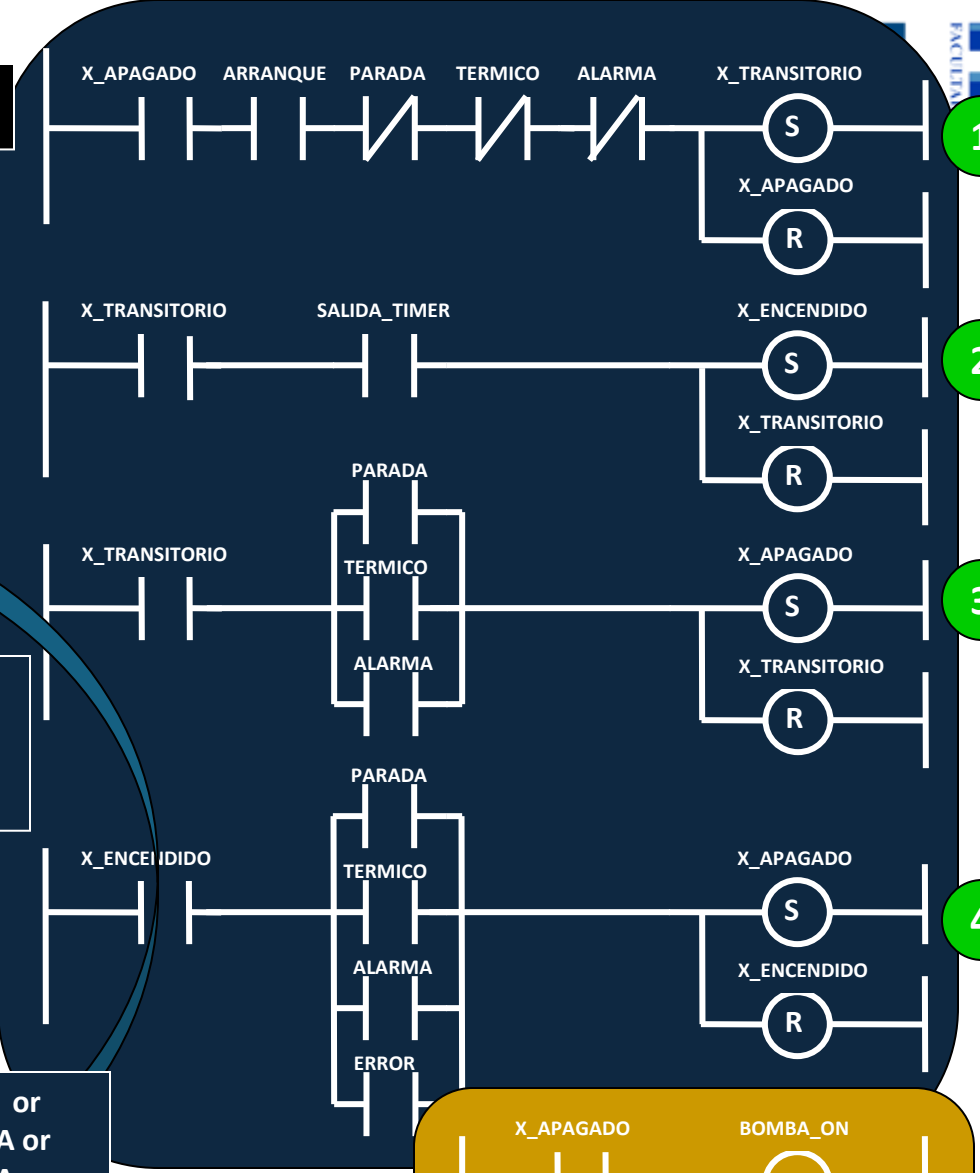 FACULTAD
X_APAGADO ARRANQUE PARADA TERMICO ALARMA X_TRANSITORIO
S
1
X_APAGADO
R
X_TRANSITORIO SALIDA_TIMER X_ENCENDIDO
S
2
X_TRANSITORIO
R
PARADA
X_TRANSITORIO TERMICO X_APAGADO
S
3
ALARMA X_TRANSITORIO
R
PARADA
X_ENCENDIDO TERMICO X_APAGADO
S
4
ALARMA X_ENCENDIDO
R
ERROR
or
A or
X_APAGADO BOMBA_ON